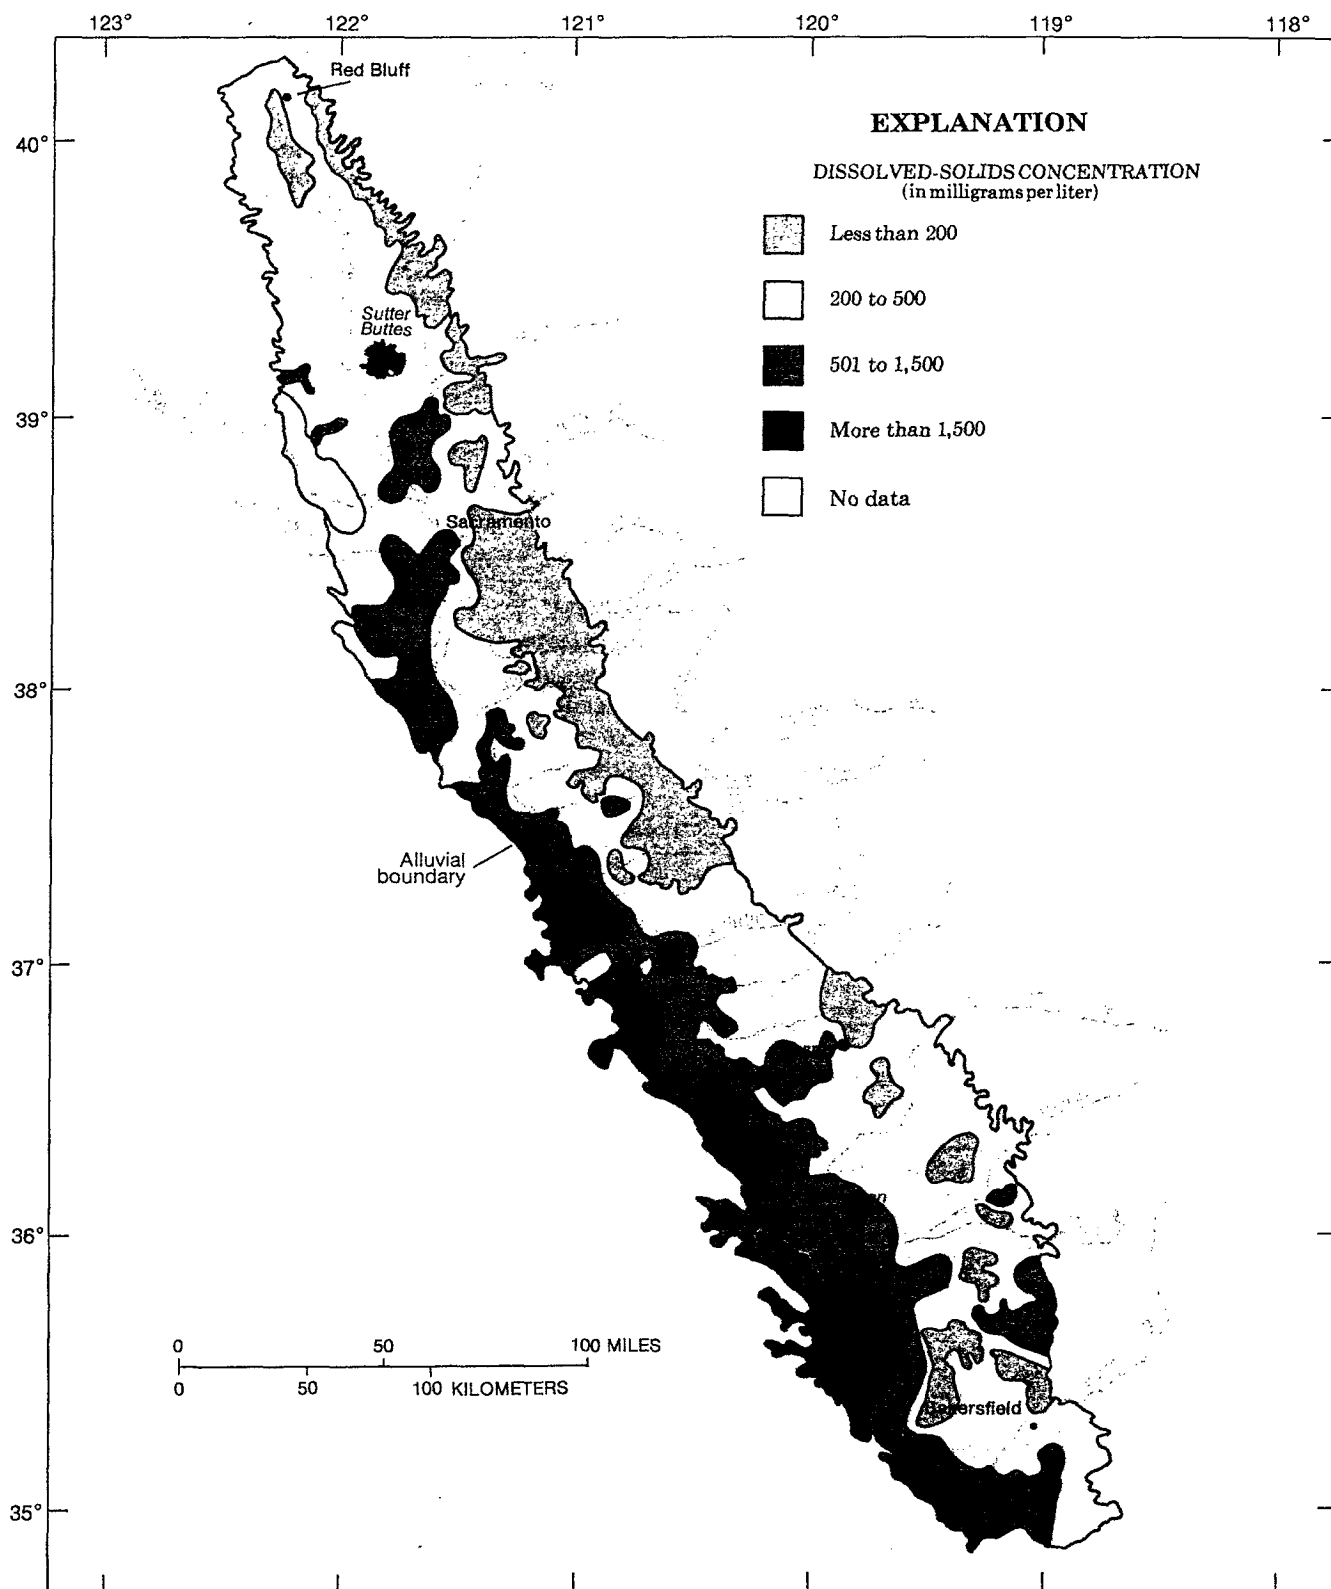 123° 122° 121° 120° 119° 118°
Red Bluff
EXPLANATION
40°
DISSOLVED-SOLIDS CONCENTRATION
(in milligrams per liter)
Less than 200
200 to 500
Sutter
Buttes
501 to 1,500
39°
More than 1,500
No data
Sacramento
38°
Alluvial
boundary
37°
36°
0 50 100 MILES
0 50 100 KILOMETERS
Bakersfield
35°